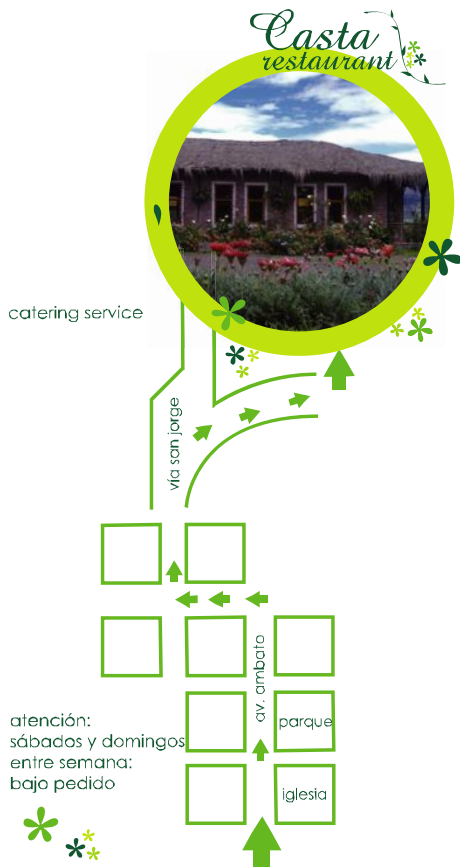 Casta
restaurant
catering service
vía san jorge
av. ambato
parque
iglesia
atención:
sábados y domingos
entre semana:
bajo pedido